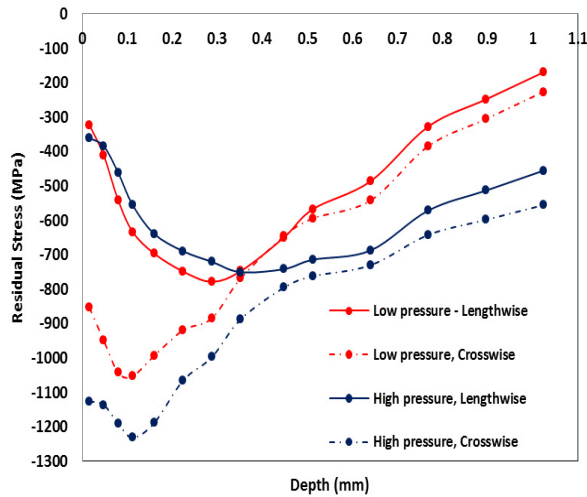 0
0 0.1 0.2 0.3 0.4 0.5 0.6 0.7 0.8 0.9 1 1.1
-100
-200
-300
-400
-500
-600
-700
-800
-900
-1000
-1100
-1200
-1300
Residual Stress (MPa)
Low pressure - Lengthwise
Low pressure, Crosswise
High pressure, Lengthwise
High pressure, Crosswise
Depth (mm)